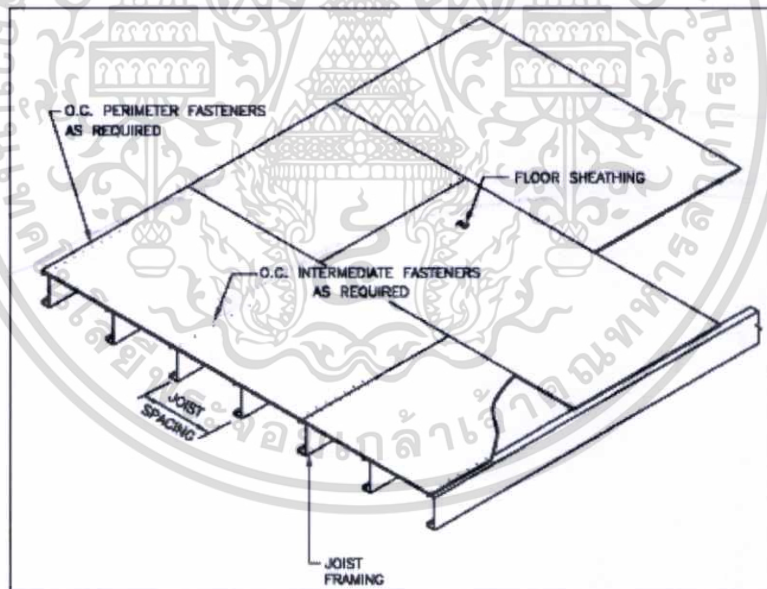 O.C. PERIMETER FASTENERS
AS REQUIRED
FLOOR SHEATHING
O.C. INTERMEDIATE FASTENERS
AS REQUIRED
JOIST
SPACING
JOIST
FRAMING